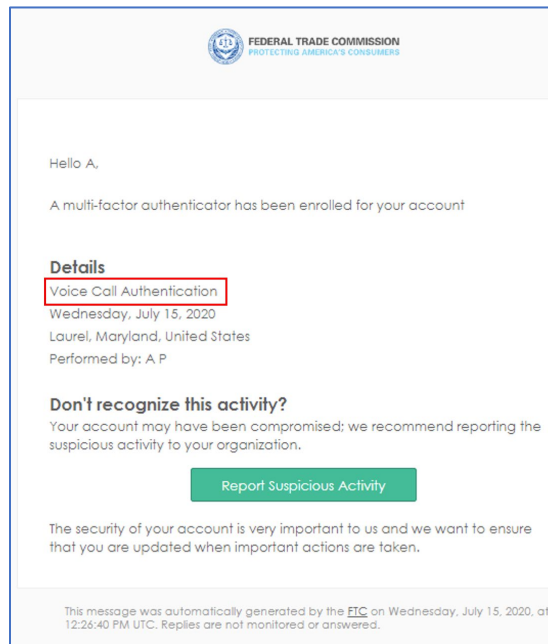 FEDERAL TRADE COMMISSION
PROTECTING AMERICA'S CONSUMERS
Hello A,
A multi-factor authenticator has been enrolled for your account
Details
Voice Call Authentication
Wednesday, July 15, 2020
Laurel, Maryland, United States
Performed by: A P
Don't recognize this activity?
Your account may have been compromised; we recommend reporting the
suspicious activity to your organization.
Report Suspicious Activity
The security of your account is very important to us and we want to ensure
that you are updated when important actions are taken.
This message was automatically generated by the FTC on Wednesday, July 15, 2020, at
12:26:40 PM UTC. Replies are not monitored or answered.